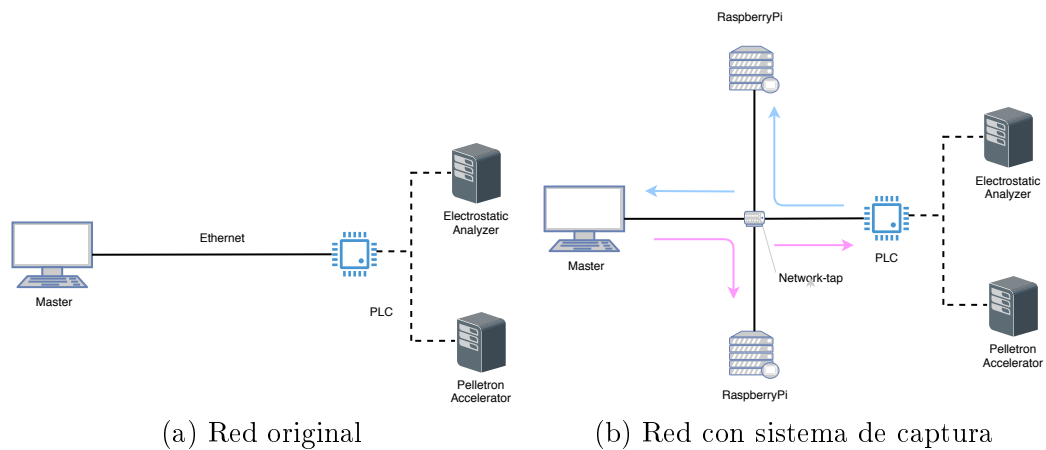 Ethernet
Master
PLC
Electrostatic
Analyzer
Pelletron
Accelerator
(a) Red original
RaspberryPi
Master
Network-tap
PLC
Electrostatic
Analyzer
Pelletron
Accelerator
RaspberryPi
(b) Red con sistema de captura